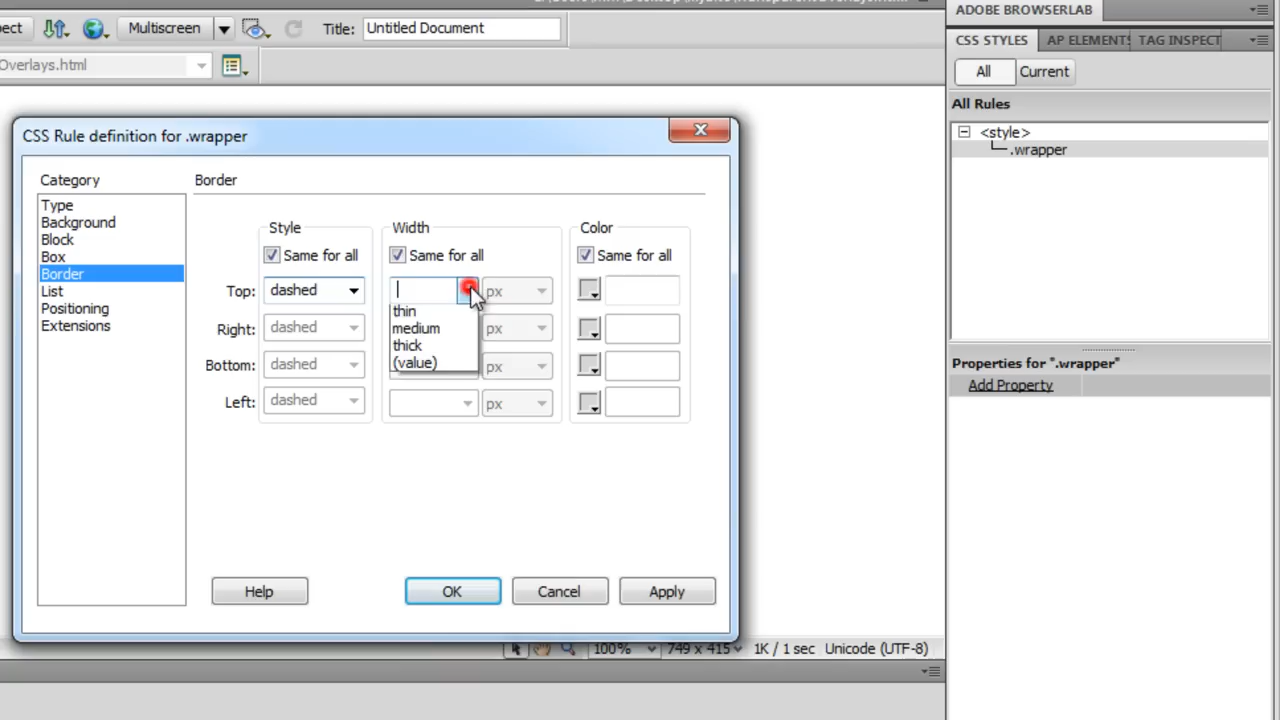 ect
Multiscreen
Title:
Untitled Document
Overlays.html
ADOBE BROWSERLAB
CSS STYLES
AP ELEMENTS
TAG INSPECT
All
Current
All Rules
<style>
.wrapper
Properties for ".wrapper"
Add Property
CSS Rule definition for .wrapper
Category
Type
Background
Block
Box
Border
List
Positioning
Extensions
Border
Style
Width
Color
Same for all
Same for all
Same for all
Top:
dashed
px
thin
medium
thick
(value)
Right:
dashed
px
Bottom:
dashed
px
Left:
dashed
px
Help
OK
Cancel
Apply
100%
749 x 415
1K / 1 sec
Unicode (UTF-8)